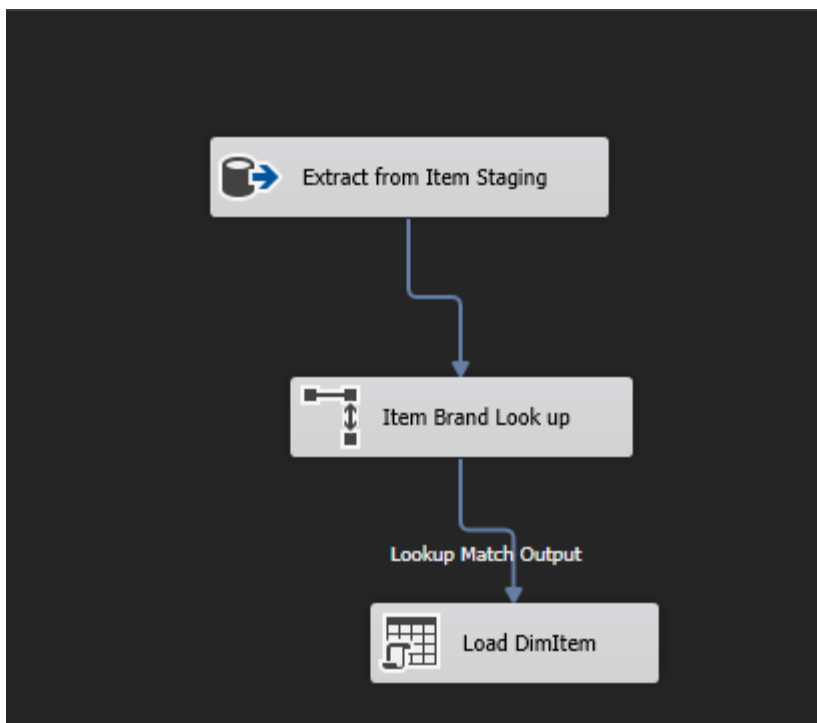 Extract from Item Staging
Item Brand Look up
Lookup Match Output
Load DimItem